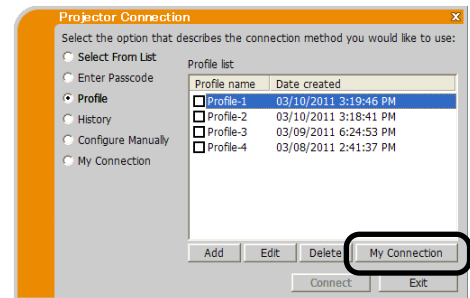 Projector Connection x
Select the option that describes the connection method you would like to use:
Select From List
Enter Passcode
Profile
History
Configure Manually
My Connection
Profile list
Profile name Date created
Profile-1 03/10/2011 3:19:46 PM
Profile-2 03/10/2011 3:18:41 PM
Profile-3 03/09/2011 6:24:53 PM
Profile-4 03/08/2011 2:41:37 PM
Add Edit Delete My Connection
Connect Exit